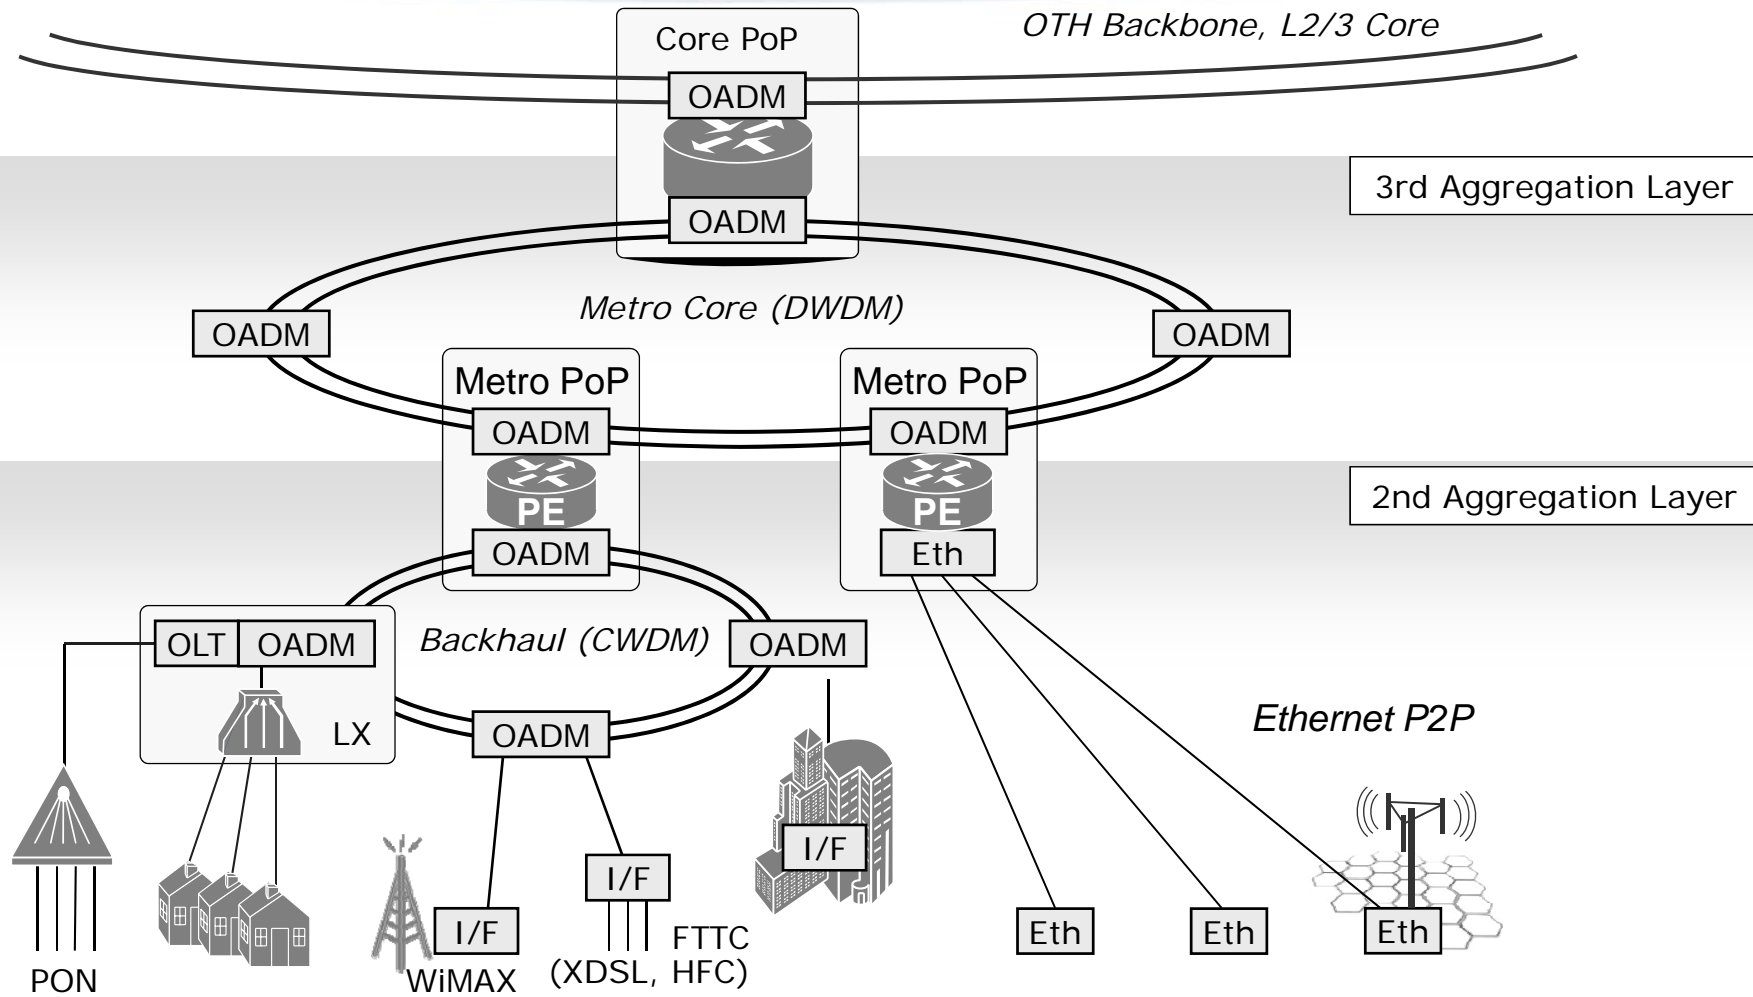 OTH Backbone, L2/3 Core
Core PoP
OADM
3rd Aggregation Layer
OADM
Metro Core (DWDM)
OADM
OADM
Metro PoP
Metro PoP
OADM
OADM
2nd Aggregation Layer
PE
PE
OADM
Eth
OLT
OADM
Backhaul (CWDM)
OADM
LX
OADM
Ethernet P2P
I/F
I/F
I/F
Eth
Eth
Eth
FTTC
(XDSL, HFC)
PON
WiMAX